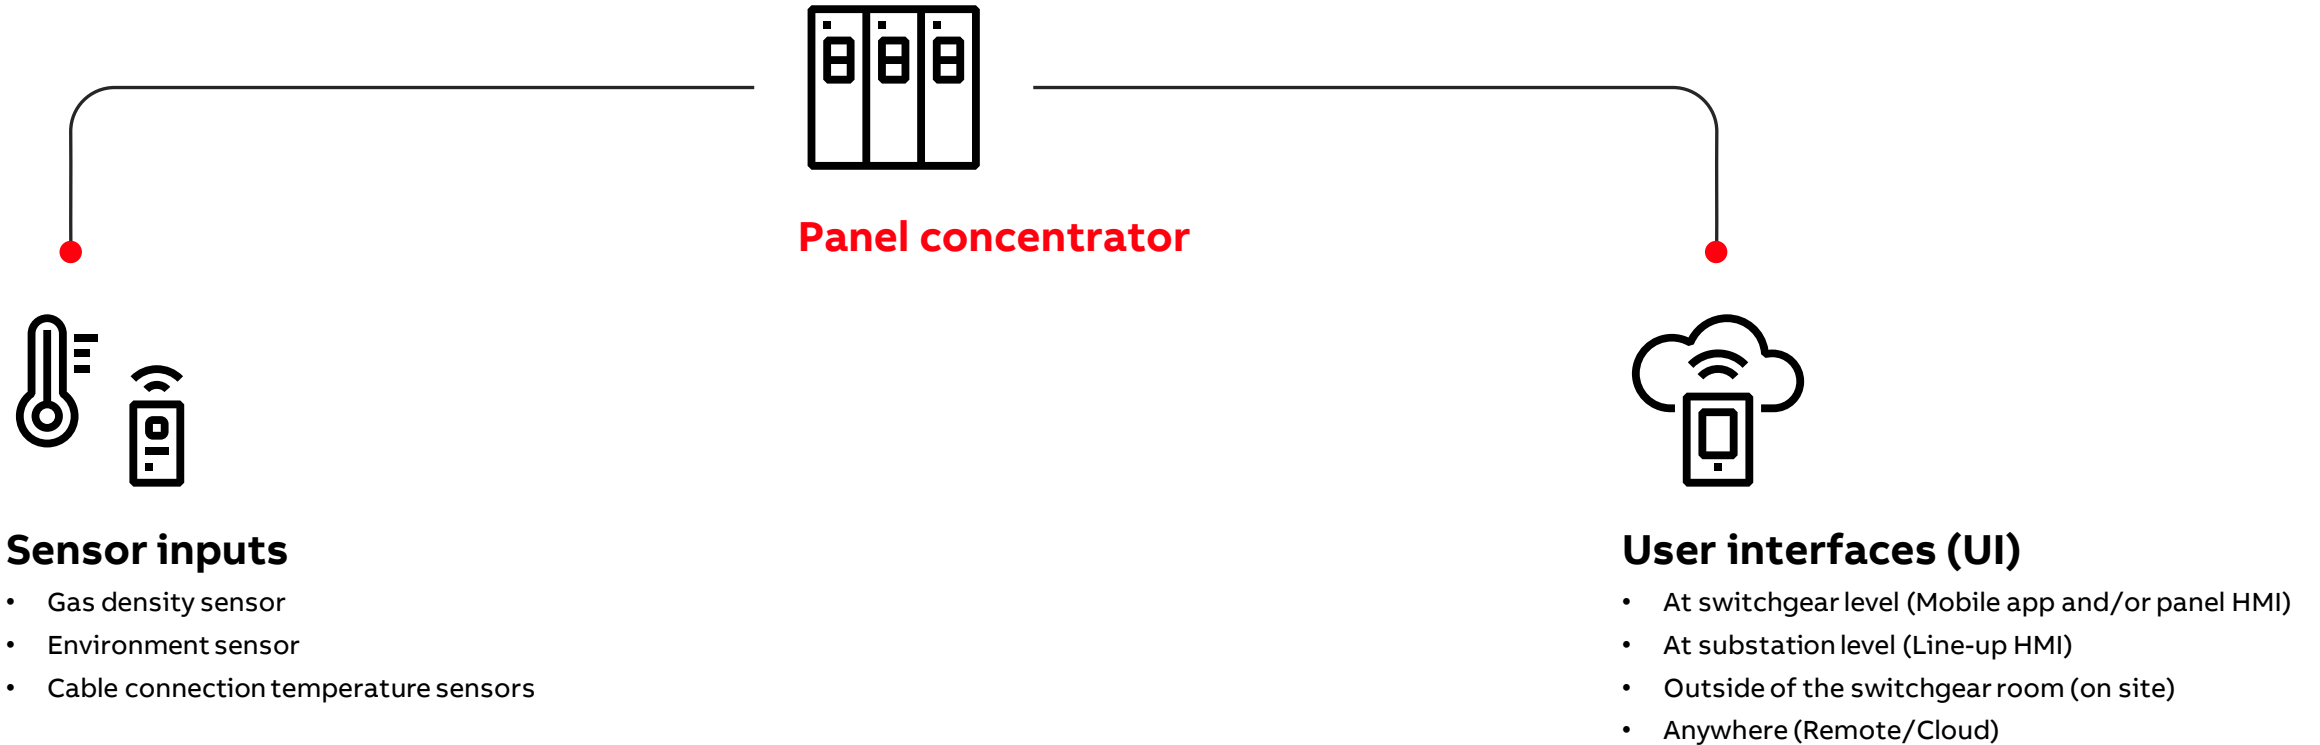 Panel concentrator
Sensor inputs
• Gas density sensor
• Environment sensor
• Cable connection temperature sensors
User interfaces (UI)
• At switchgear level (Mobile app and/or panel HMI)
• At substation level (Line-up HMI)
• Outside of the switchgear room (on site)
• Anywhere (Remote/Cloud)